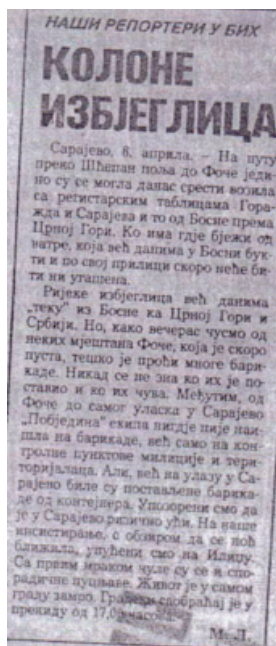 НАШИ РЕПОРТЕРИ У БИХ
КОЛОНЕ
ИЗБЈЕГЛИЦА
Сарајево, 8. априла. – На путу
преко Шћепан поља до Фоче једи-
но су се могла данас срести возила
са регистарским таблицама Гора-
жда и Сарајева и то од Босне према
Црној Гори. Ко има гдје бјежи од
ватре, која већ данима у Босни бук-
ти и по свој прилици скоро неће би-
ти ни угашена.
Ријеке избјеглица већ данима
„теку” из Босне ка Црној Гори и
Србији. Но, како вечерас чусмо од
неких мјештана Фоче, која је скоро
пуста, тешко је проћи многе бари-
каде. Никад се не зна ко их је по-
ставио и ко их чува. Међутим, од
Фоче до самог уласка у Сарајево
„Побједина” екипа нигдје није наи-
шла на барикаде, већ само на кон-
тролне пунктове милиције и тери-
торијалаца. Али, већ на улазу у Са-
рајено биле су постављене барика-
де од контејнера. Упозорени смо да
је у Сарајево ризично ући. На наше
инсистирање, с обзиром да се ноћ
ближила, упућени смо на Илиџу.
Са првим мраком чуле су се и спо-
радичне пуцњаве. Живот је у самом
граду замро. Градски саобраћај је у
прекиду од 17,00 часова.
М. Л.